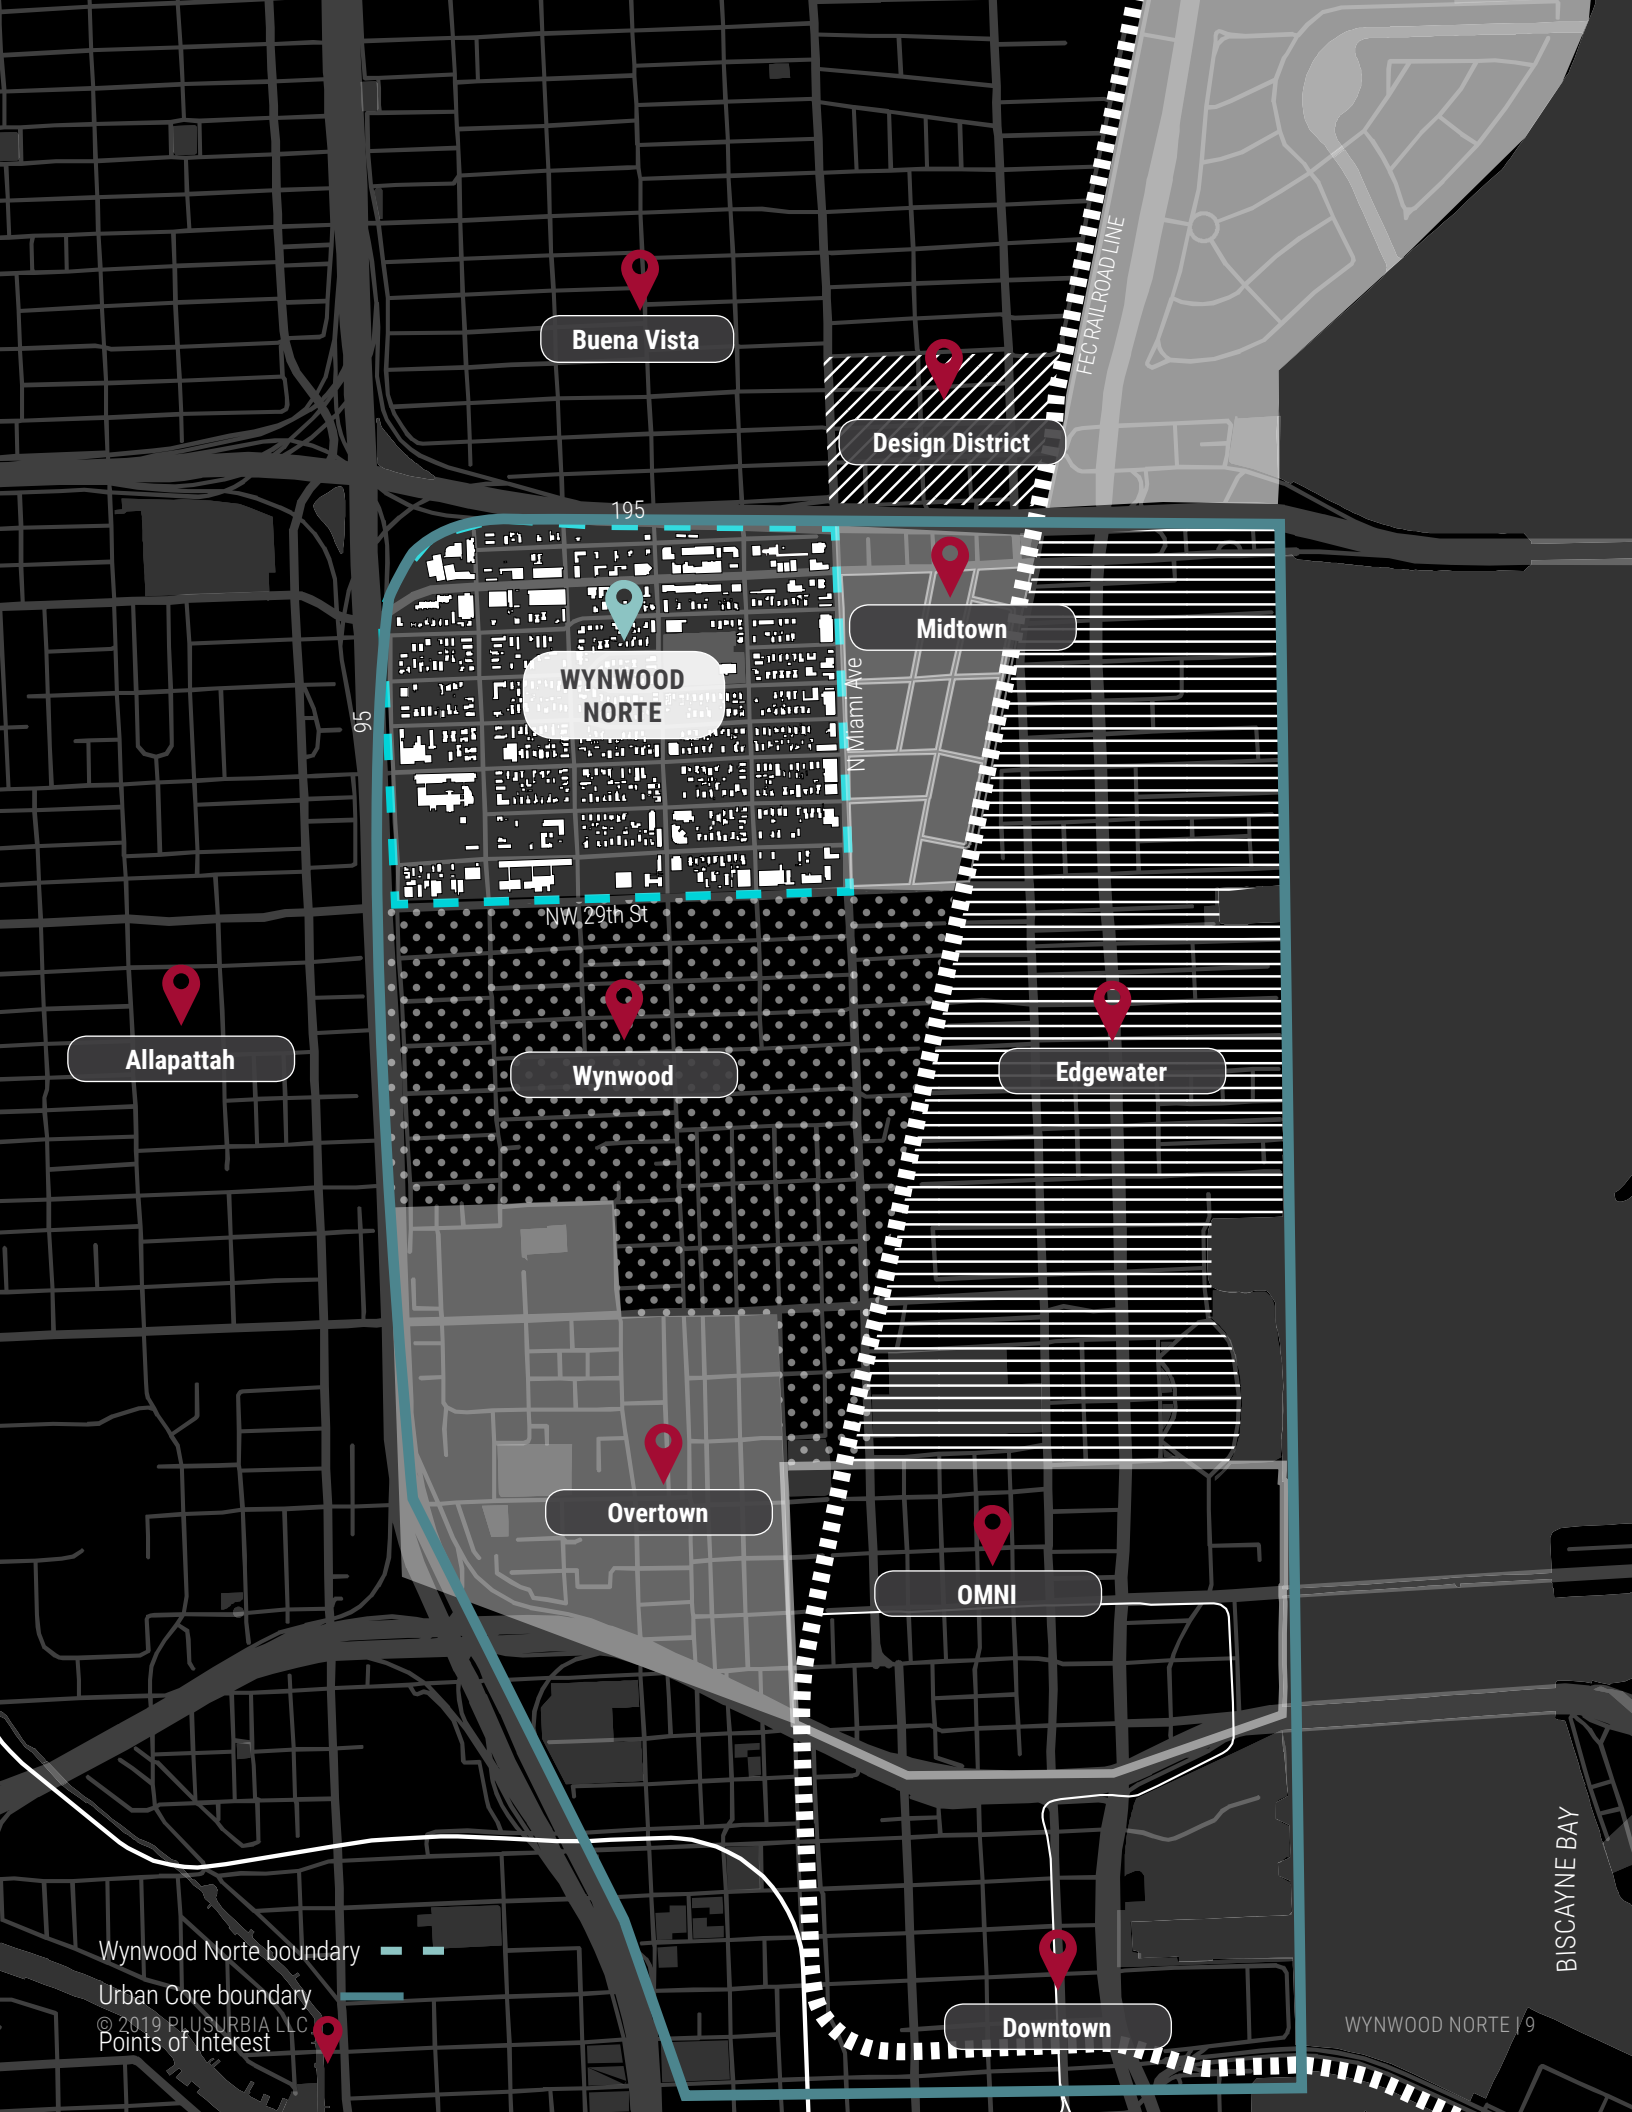 FEC RAILROAD LINE
Buena Vista
Design District
195
Midtown
WYNWOOD
NORTE
N Miami Ave
95
NW 29th St
Allapattah
Wynwood
Edgewater
Overtown
OMNI
BISCAYNE BAY
Wynwood Norte boundary
Urban Core boundary
© 2019 PLUSURBIA LLC.
Points of Interest
Downtown
WYNWOOD NORTE | 9